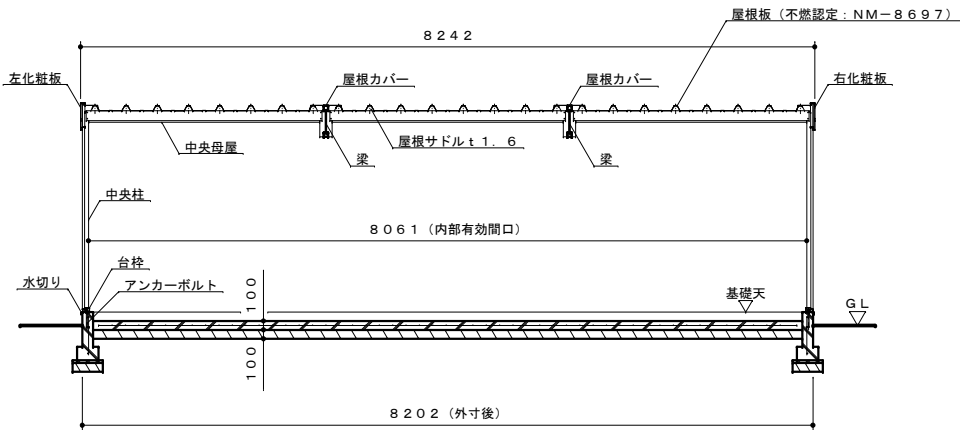 屋根板（不燃認定：NM－8697）
8242
左化粧板
屋根カバー
屋根カバー
右化粧板
中央母屋
屋根サドルｔ1．6
梁
梁
中央柱
8061（内部有効間口）
台枠
水切り
アンカーボルト
100
基礎天
GL
100
8202（外寸後）